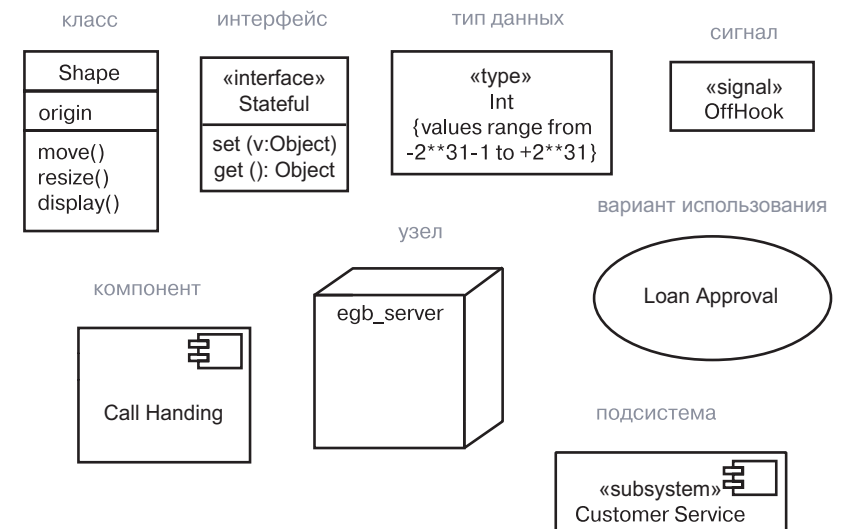 класс
Shape
origin
move()
resize()
display()
интерфейс
«interface»
Stateful
set (v:Object)
get (): Object
тип данных
«type»
Int
{values range from
-2**31-1 to +2**31}
сигнал
«signal»
OffHook
компонент
Call Handing
узел
egb_server
вариант использования
Loan Approval
подсистема
«subsystem»
Customer Service